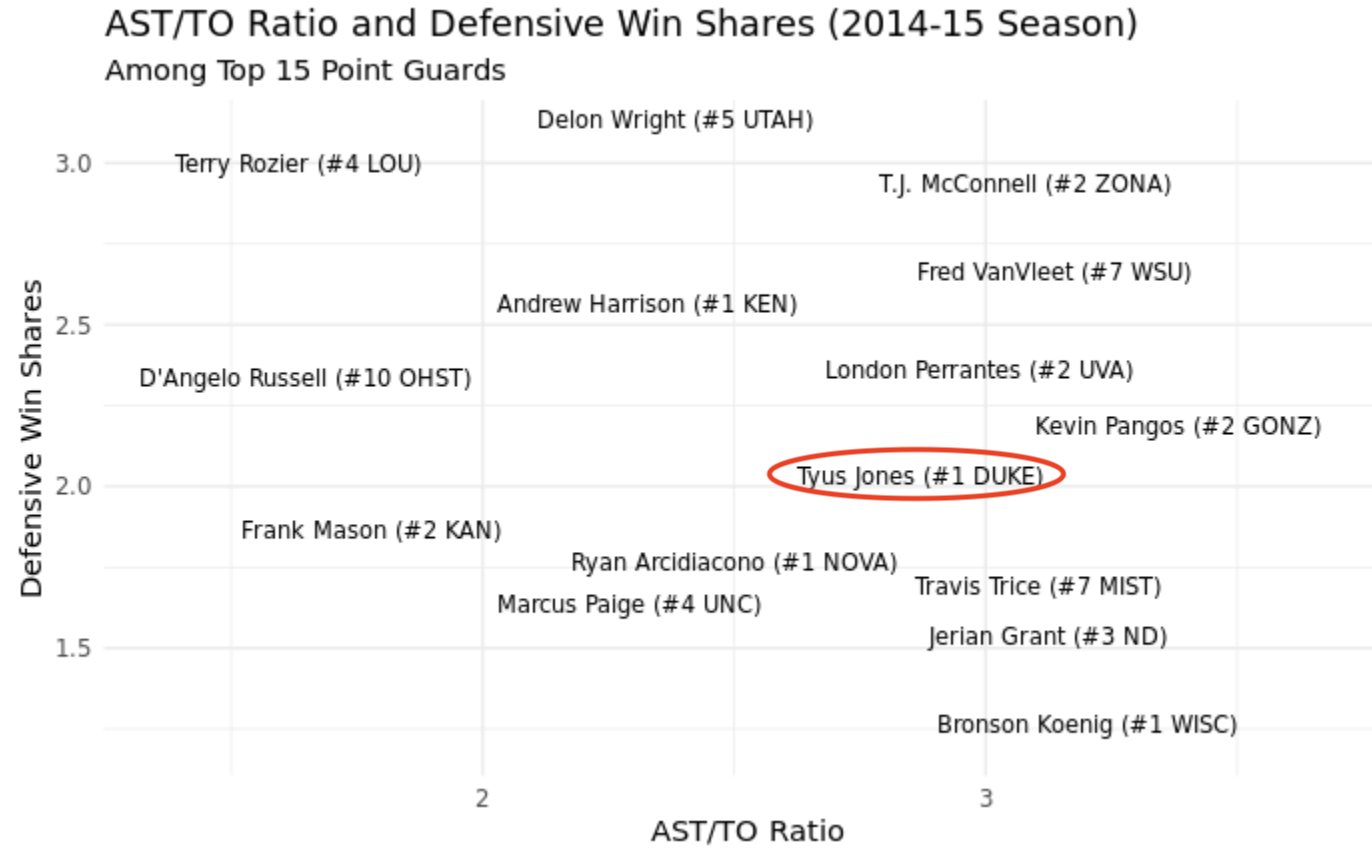 AST/TO Ratio and Defensive Win Shares (2014-15 Season)
Among Top 15 Point Guards
Delon Wright (#5 UTAH)
3.0
Terry Rozier (#4 LOU)
T.J. McConnell (#2 ZONA)
Fred VanVleet (#7 WSU)
Andrew Harrison (#1 KEN)
2.5
London Perrantes (#2 UVA)
D'Angelo Russell (#10 OHST)
Kevin Pangos (#2 GONZ)
Tyus Jones (#1 DUKE)
2.0
Frank Mason (#2 KAN)
Ryan Arcidiacono (#1 NOVA)
Travis Trice (#7 MIST)
Marcus Paige (#4 UNC)
Jerian Grant (#3 ND)
1.5
Bronson Koenig (#1 WISC)
Defensive Win Shares
2
3
AST/TO Ratio